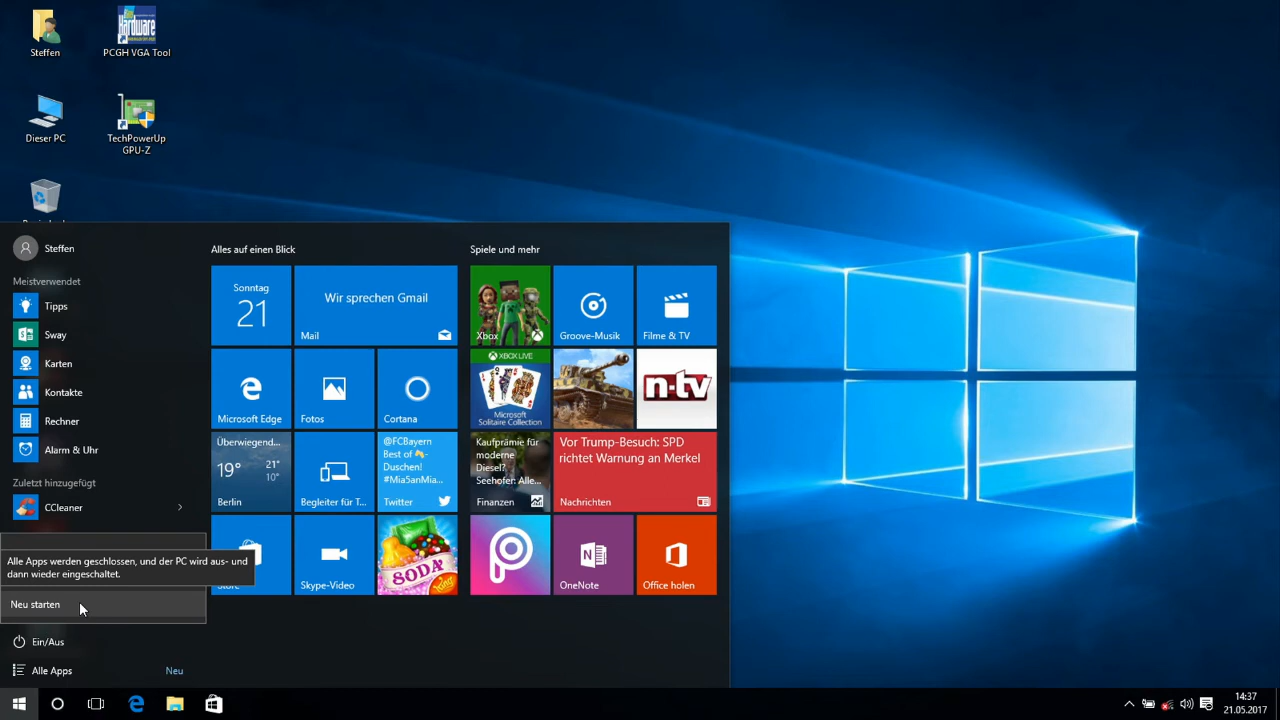 Steffen
Hardware
PCGH VGA Tool
Dieser PC
TechPowerUp
GPU-Z
Steffen
Meistverwendet
Tipps
Sway
Karten
Kontakte
Rechner
Alarm & Uhr
Zuletzt hinzugefügt
CCleaner
Alle Apps werden geschlossen, und der PC wird aus- und
dann wieder eingeschaltet.
Neu starten
Ein/Aus
Alle Apps
Neu
Alles auf einen Blick
Sonntag
21
Wir sprechen Gmail
Mail
Microsoft Edge
Fotos
Cortana
Überwiegend...
19°
21°
10°
Berlin
Begleiter für T...
@FCBayern
Best of
Duschen!
#Mia5anMia...
Twitter
Store
Skype-Video
SODA
King
Spiele und mehr
Xbox
Groove-Musik
Filme & TV
XBOX LIVE
Microsoft
Solitaire Collection
n-tv
Kaufprämie für
moderne
Diesel?
Seehofer: Alle...
Finanzen
Vor Trump-Besuch: SPD
richtet Warnung an Merkel
Nachrichten
OneNote
Office holen
14:37
21.05.2017